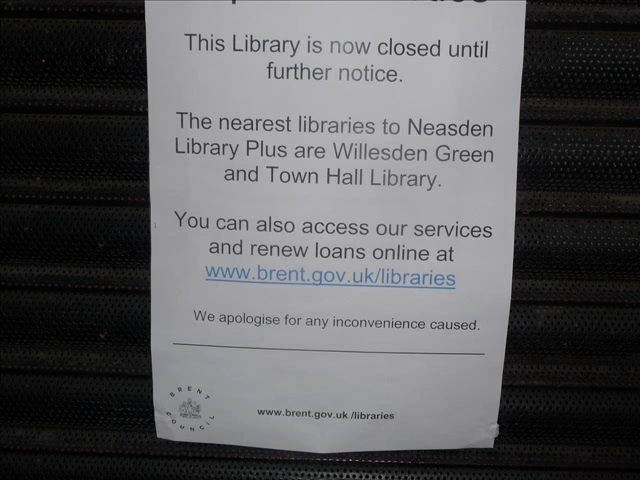 This Library is now closed until
further notice.
The nearest libraries to Neasden
Library Plus are Willesden Green
and Town Hall Library.
You can also access our services
and renew loans online at
www.brent.gov.uk/libraries
We apologise for any inconvenience caused.
BRENT
COUNCIL
www.brent.gov.uk /libraries